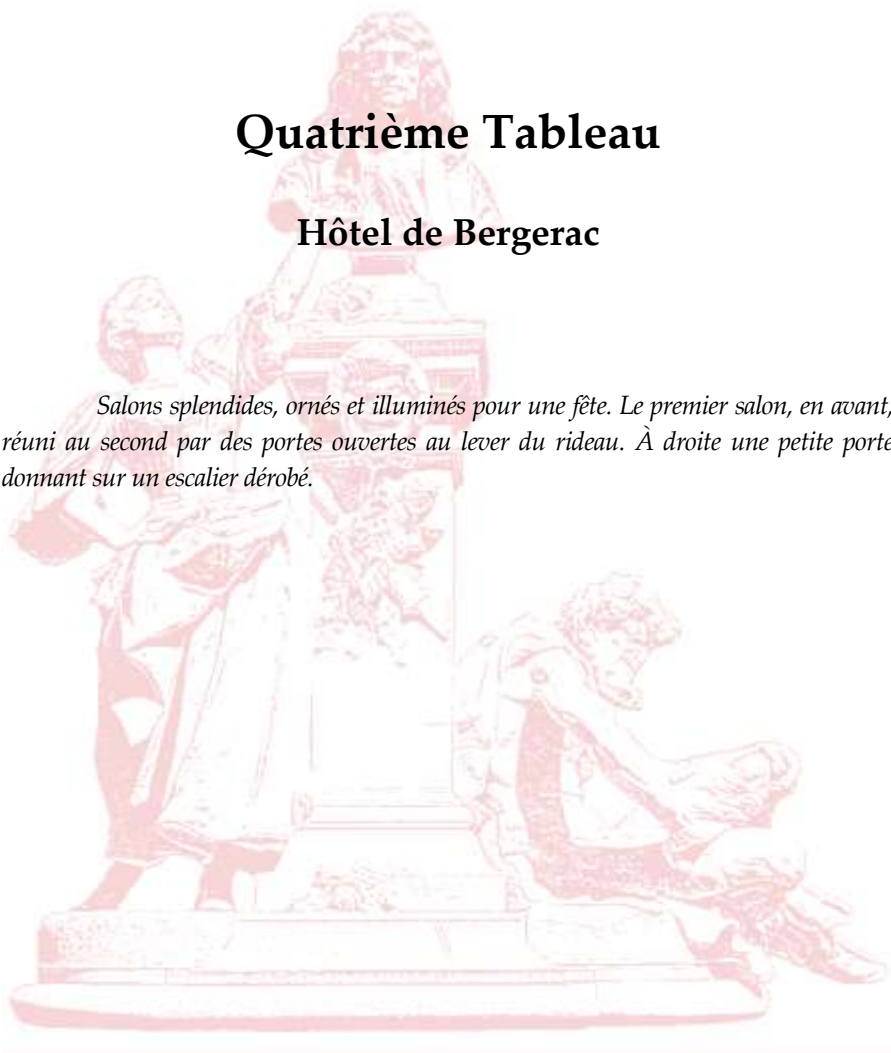 Quatrième Tableau
Hôtel de Bergerac
Salons splendides, ornés et illuminés pour une fête. Le premier salon, en avant,
réuni au second par des portes ouvertes au lever du rideau. À droite une petite porte
donnant sur un escalier dérobé.